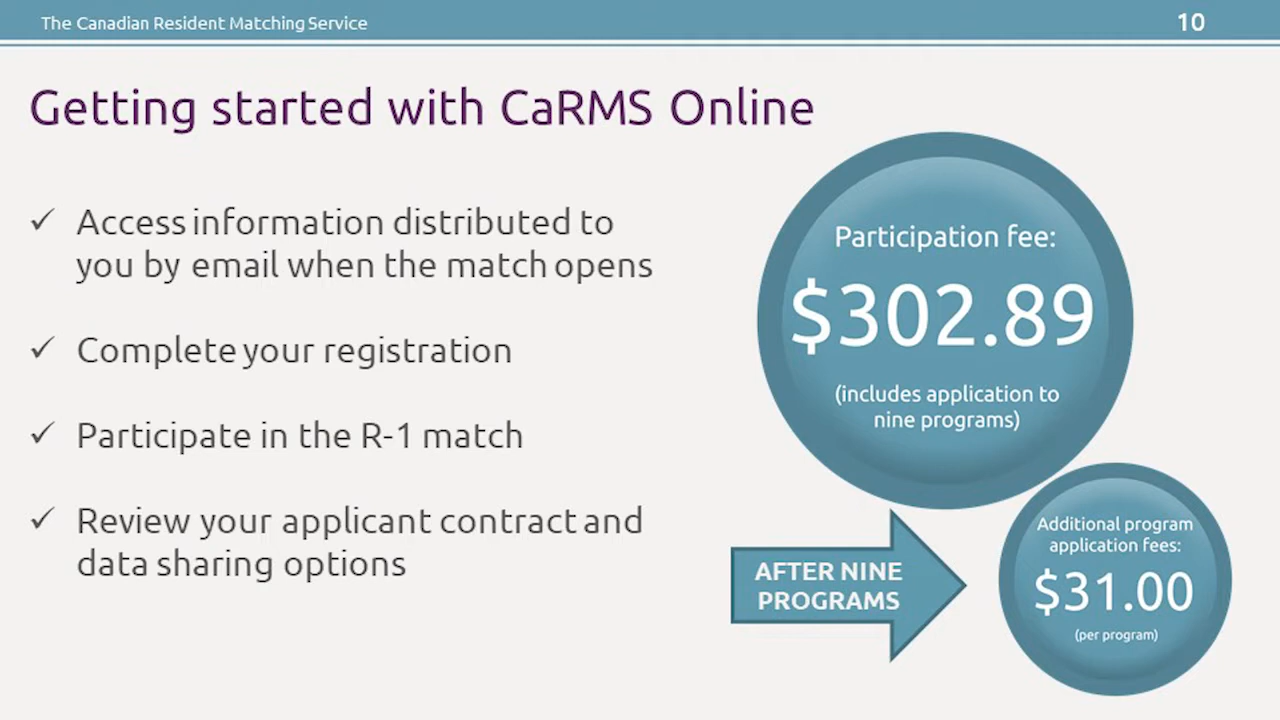 The Canadian Resident Matching Service
10
Getting started with CaRMS Online
✓ Access information distributed to
you by email when the match opens
✓ Complete your registration
✓ Participate in the R-1 match
✓ Review your applicant contract and
data sharing options
Participation fee:
$302.89
(includes application to
nine programs)
AFTER NINE
PROGRAMS
Additional program
application fees:
$31.00
(per program)